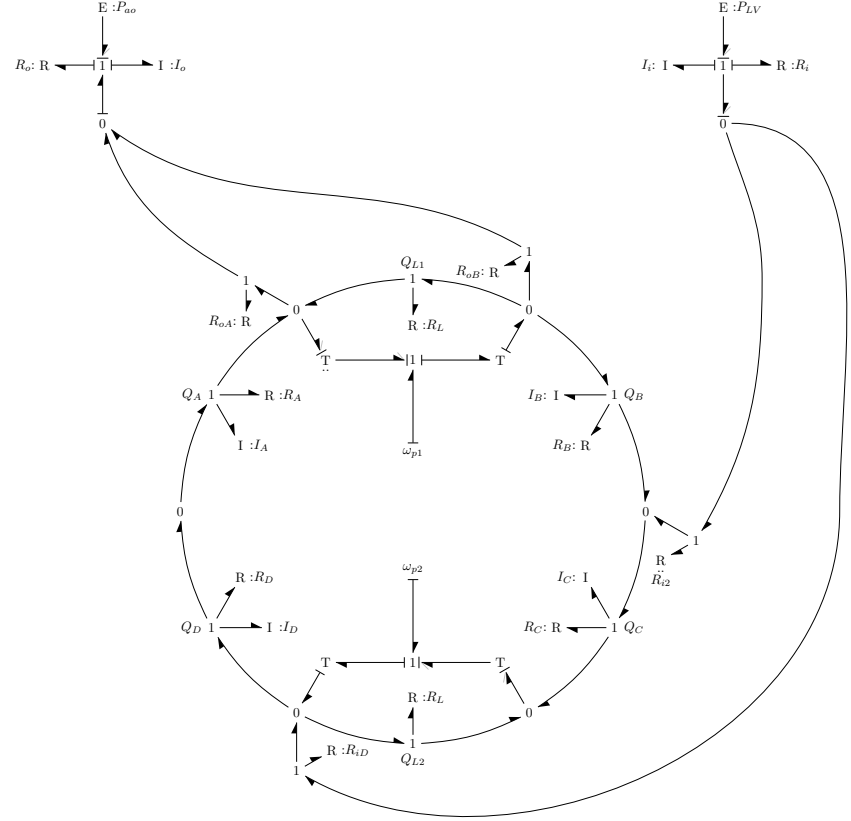 E :P_ao
E :P_LV
R_o: R
1
I :I_o
I_i: I
1
R :R_i
0
0
1
R_oB: R
Q_L1
1
1
R_oA: R
0
0
R :R_L
T
1
T
Q_A 1
R :R_A
I_B: I
1 Q_B
I :I_A
R_B: R
ω_p1
0
0
1
R
R_i2
ω_p2
R :R_D
I_C: I
Q_D 1
I :I_D
R_C: R
1 Q_C
T
1
T
R :R_L
0
0
1
Q_L2
R :R_iD
1